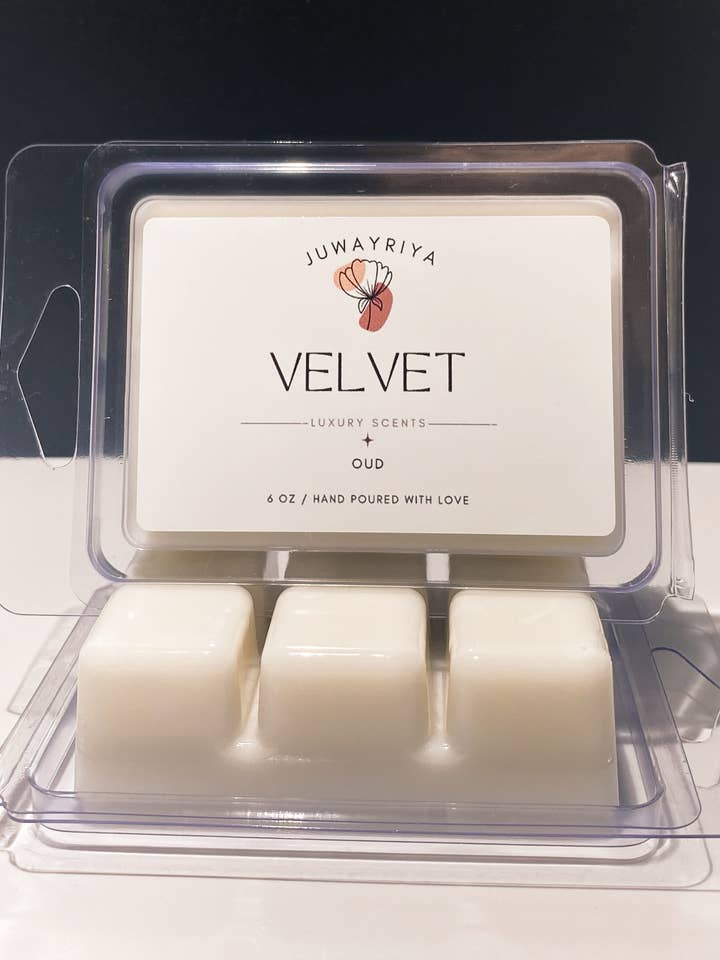 JUWAYRIYA
VELVET
LUXURY SCENTS
OUD
6 OZ / HAND POURED WITH LOVE